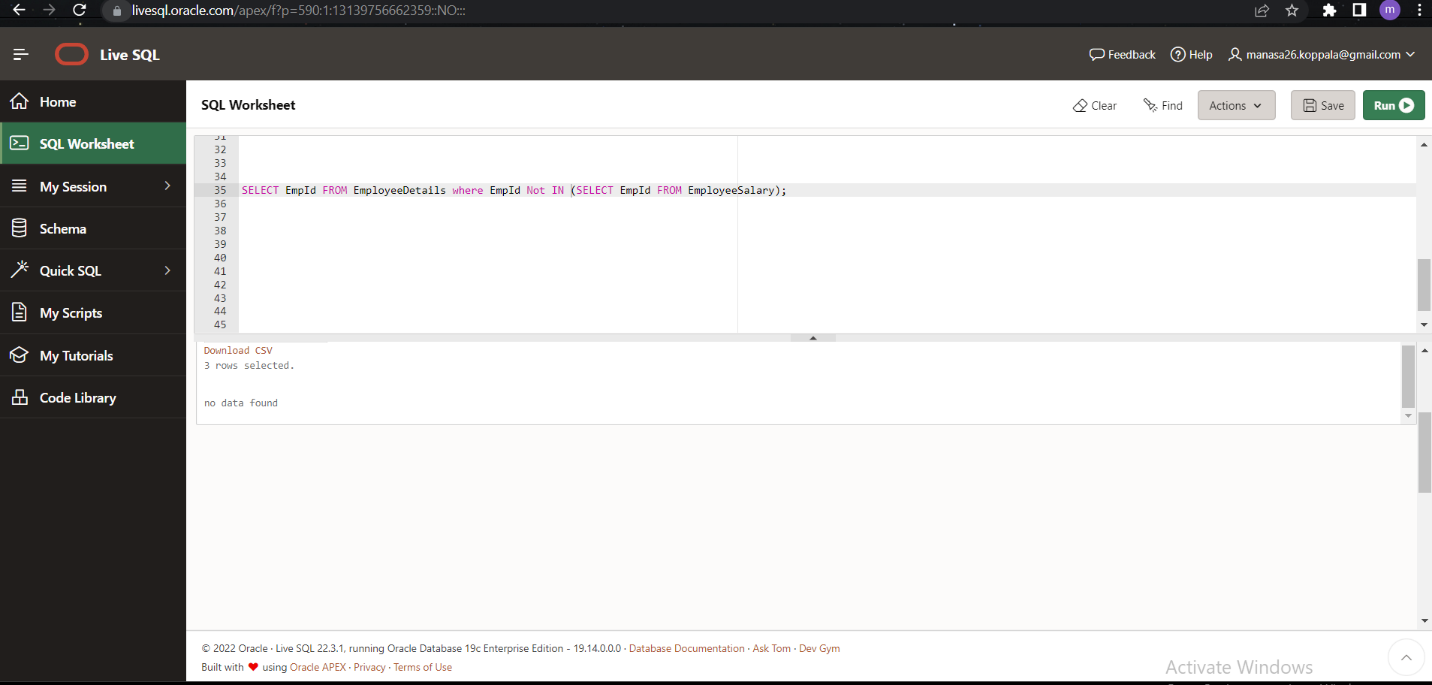 livesql.oracle.com/apex/f?p=590:1:13139756662359::NO:::
m
Live SQL
Feedback
Help
manasa26.koppala@gmail.com
Home
SQL Worksheet
My Session
Schema
Quick SQL
My Scripts
My Tutorials
Code Library
SQL Worksheet
Clear
Find
Actions
Save
Run
31
32
33
34
35 SELECT EmpId FROM EmployeeDetails where EmpId Not IN (SELECT EmpId FROM EmployeeSalary);
36
37
38
39
40
41
42
43
44
45
Download CSV
3 rows selected.
no data found
© 2022 Oracle · Live SQL 22.3.1, running Oracle Database 19c Enterprise Edition - 19.14.0.0.0 · Database Documentation · Ask Tom · Dev Gym
Built with ❤ using Oracle APEX · Privacy · Terms of Use
Activate Windows